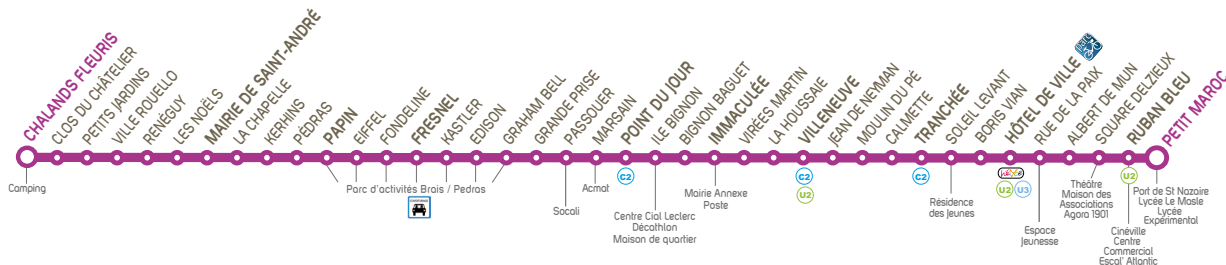 CHALANDS FLEURIS
CLOS DU CHÂTELIER
PETITS JARDINS
VILLE ROUELLO
RENÉGUY
LES NOËLS
MAIRIE DE SAINT-ANDRÉ
LA CHAPELLE
KERHINS
PEDRAS
PAPIN
EIFFEL
FONDELINE
FRESNEL
KASTLER
EDISON
GRAHAM BELL
GRANDE PRISE
PASSOUER
MARSAIN
POINT DU JOUR
ILE BIGNON
BIGNON BAGUET
IMMACULÉE
VIRÉES MARTIN
LA HOUSSAIE
VILLENEUVE
JEAN DE NEYMAN
MOULIN DU PÉ
CALMETTE
TRANCHÉE
SOLEIL LEVANT
BORIS VIAN
HÔTEL DE VILLE
RUE DE LA PAIX
ALBERT DE MUN
SQUARE DELZIEUX
RUBAN BLEU
PETIT MAROC
Camping
Parc d'activités Brais / Pedras
Socali
Acmat
C2
Centre Cial Leclerc
Décathlon
Maison de quartier
Mairie Annexe
Poste
C2
U2
C2
Résidence
des Jeunes
hélYce
U2 U3
Espace
Jeunesse
Théâtre
Maison des
Associations
Agora 1901
U2
Cinéville
Centre
Commercial
Escal' Atlantic
Port de St Nazaire
Lycée Le Masle
Lycée
Expérimental